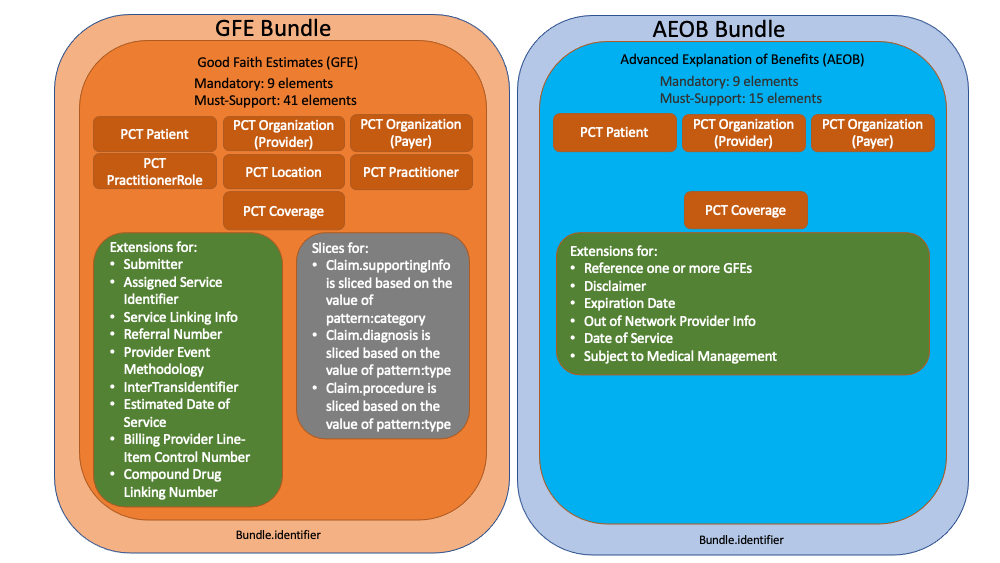 GFE Bundle
Good Faith Estimates (GFE)
Mandatory: 9 elements
Must-Support: 41 elements
PCT Patient
PCT Organization
(Provider)
PCT Organization
(Payer)
PCT
PractitionerRole
PCT Location
PCT Practitioner
PCT Coverage
Extensions for:
• Submitter
• Assigned Service
Identifier
• Service Linking Info
• Referral Number
• Provider Event
Methodology
• InterTransIdentifier
• Estimated Date of
Service
• Billing Provider Line-
Item Control Number
• Compound Drug
Linking Number
Slices for:
• Claim.supportingInfo
is sliced based on the
value of
pattern:category
• Claim.diagnosis is
sliced based on the
value of pattern:type
• Claim.procedure is
sliced based on the
value of pattern:type
Bundle.identifier
AEOB Bundle
Advanced Explanation of Benefits (AEOB)
Mandatory: 9 elements
Must-Support: 15 elements
PCT Patient
PCT Organization
(Provider)
PCT Organization
(Payer)
PCT Coverage
Extensions for:
• Reference one or more GFEs
• Disclaimer
• Expiration Date
• Out of Network Provider Info
• Date of Service
• Subject to Medical Management
Bundle.identifier